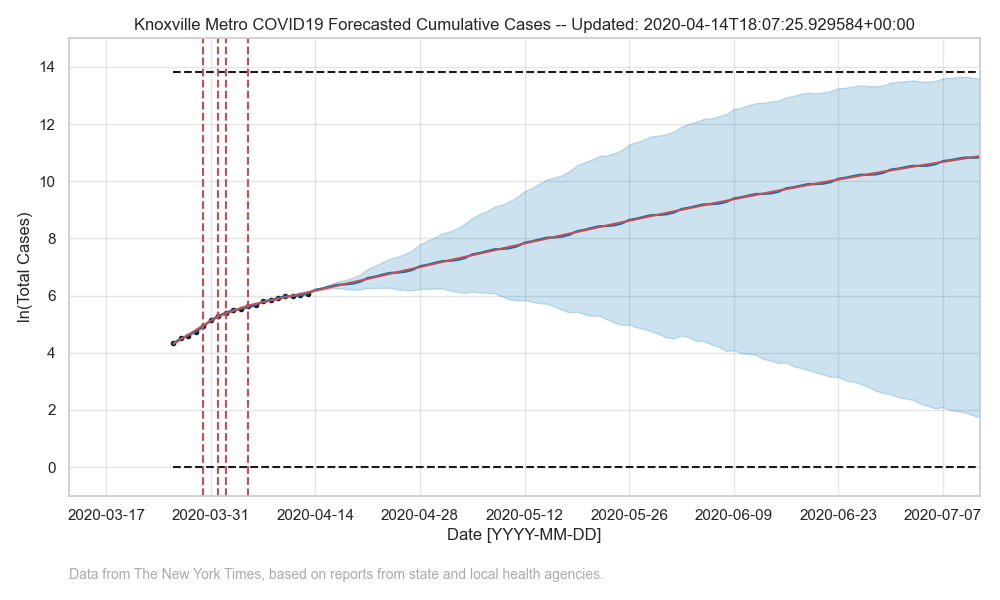 Knoxville Metro COVID19 Forecasted Cumulative Cases -- Updated: 2020-04-14T18:07:25.929584+00:00
ln(Total Cases)
14
12
10
8
6
4
2
0
2020-03-17 2020-03-31 2020-04-14 2020-04-28 2020-05-12 2020-05-26 2020-06-09 2020-06-23 2020-07-07
Date [YYYY-MM-DD]
Data from The New York Times, based on reports from state and local health agencies.